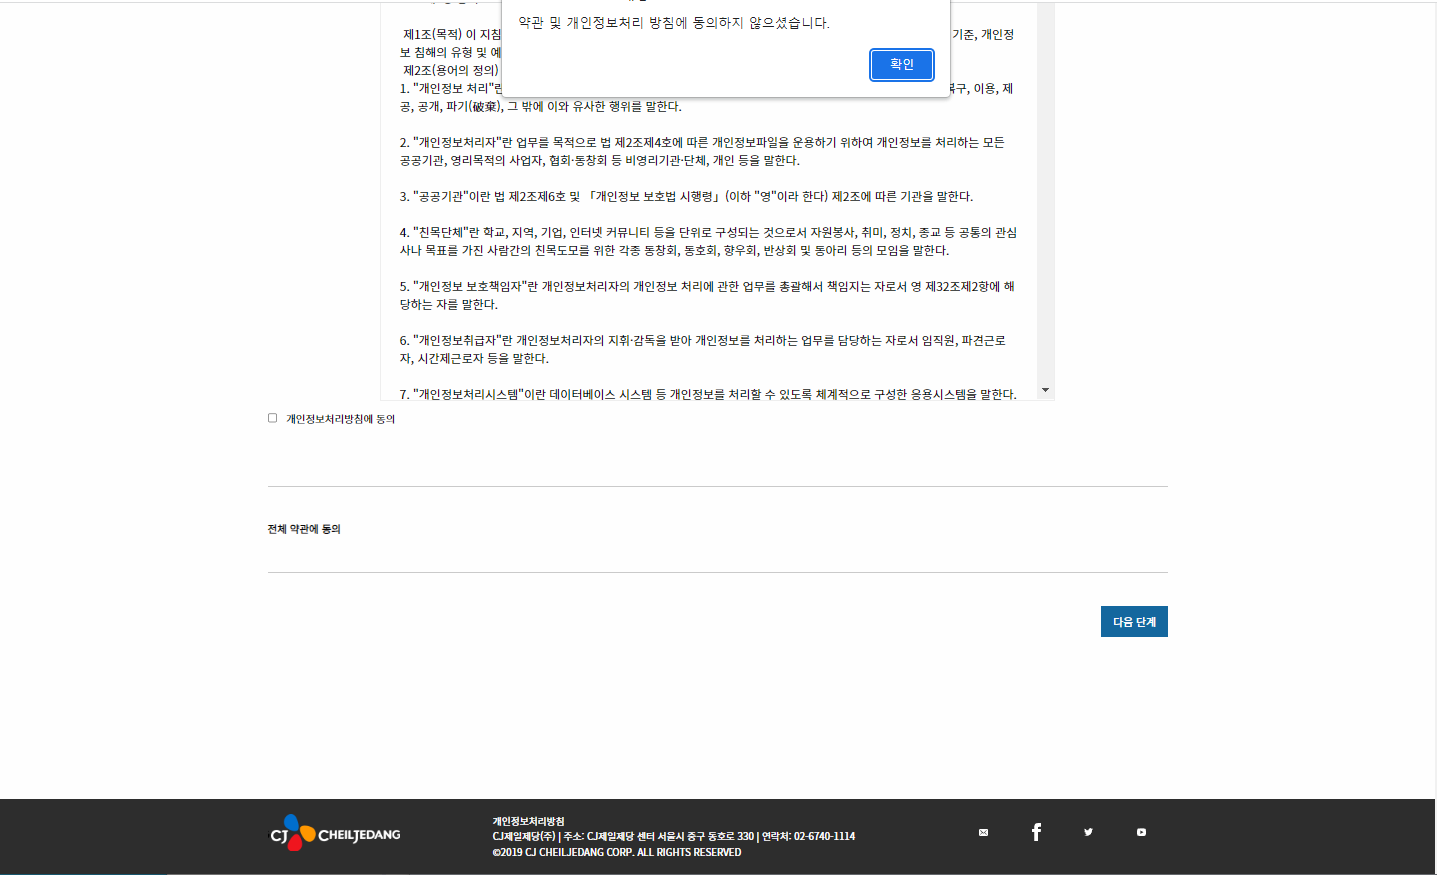 약관 및 개인정보처리 방침에 동의하지 않으셨습니다.
확인
제1조(목적) 이 지침
기준, 개인정
보 침해의 유형 및 예
제2조(용어의 정의)
1. "개인정보 처리"란
복구, 이용, 제
공, 공개, 파기(破棄), 그 밖에 이와 유사한 행위를 말한다.
2. "개인정보처리자"란 업무를 목적으로 법 제2조제4호에 따른 개인정보파일을 운용하기 위하여 개인정보를 처리하는 모든
공공기관, 영리목적의 사업자, 협회·동창회 등 비영리기관·단체, 개인 등을 말한다.
3. "공공기관"이란 법 제2조제6호 및 「개인정보 보호법 시행령」(이하 "영"이라 한다) 제2조에 따른 기관을 말한다.
4. "친목단체"란 학교, 지역, 기업, 인터넷 커뮤니티 등을 단위로 구성되는 것으로서 자원봉사, 취미, 정치, 종교 등 공통의 관심
사나 목표를 가진 사람간의 친목도모를 위한 각종 동창회, 동호회, 향우회, 반상회 및 동아리 등의 모임을 말한다.
5. "개인정보 보호책임자"란 개인정보처리자의 개인정보 처리에 관한 업무를 총괄해서 책임지는 자로서 영 제32조제2항에 해
당하는 자를 말한다.
6. "개인정보취급자"란 개인정보처리자의 지휘·감독을 받아 개인정보를 처리하는 업무를 담당하는 자로서 임직원, 파견근로
자, 시간제근로자 등을 말한다.
7. "개인정보처리시스템"이란 데이터베이스 시스템 등 개인정보를 처리할 수 있도록 체계적으로 구성한 응용시스템을 말한다.
개인정보처리방침에 동의
전체 약관에 동의
다음 단계
CJ CHEILJEDANG
개인정보처리방침
CJ제일제당(주) | 주소: CJ제일제당 센터 서울시 중구 동호로 330 | 연락처: 02-6740-1114
©2019 CJ CHEILJEDANG CORP. ALL RIGHTS RESERVED